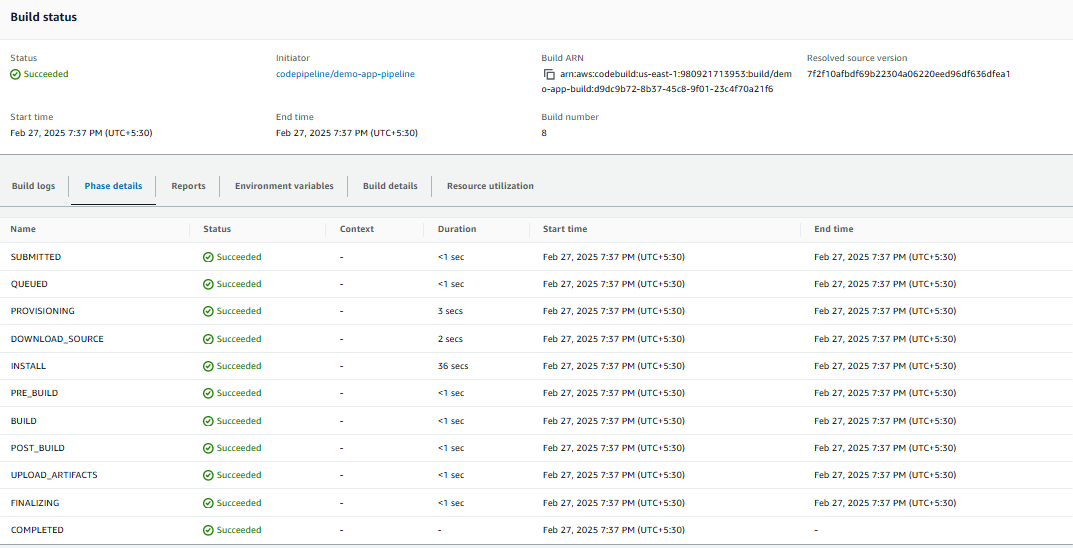 Build status
Status
Initiator
Build ARN
Resolved source version
Succeeded
codepipeline/demo-app-pipeline
arn:aws:codebuild:us-east-1:980921713953:build/dem
o-app-build:d9dc9b72-8b37-45c8-9f01-23c4f70a21f6
7f2f10afbdf69b22304a06220eed96df636dfea1
Start time
End time
Build number
Feb 27, 2025 7:37 PM (UTC+5:30)
Feb 27, 2025 7:37 PM (UTC+5:30)
8
Build logs
Phase details
Reports
Environment variables
Build details
Resource utilization
Name Status Context Duration Start time End time
SUBMITTED Succeeded - <1 sec Feb 27, 2025 7:37 PM (UTC+5:30) Feb 27, 2025 7:37 PM (UTC+5:30)
QUEUED Succeeded - <1 sec Feb 27, 2025 7:37 PM (UTC+5:30) Feb 27, 2025 7:37 PM (UTC+5:30)
PROVISIONING Succeeded - 3 secs Feb 27, 2025 7:37 PM (UTC+5:30) Feb 27, 2025 7:37 PM (UTC+5:30)
DOWNLOAD_SOURCE Succeeded - 2 secs Feb 27, 2025 7:37 PM (UTC+5:30) Feb 27, 2025 7:37 PM (UTC+5:30)
INSTALL Succeeded - 36 secs Feb 27, 2025 7:37 PM (UTC+5:30) Feb 27, 2025 7:37 PM (UTC+5:30)
PRE_BUILD Succeeded - <1 sec Feb 27, 2025 7:37 PM (UTC+5:30) Feb 27, 2025 7:37 PM (UTC+5:30)
BUILD Succeeded - <1 sec Feb 27, 2025 7:37 PM (UTC+5:30) Feb 27, 2025 7:37 PM (UTC+5:30)
POST_BUILD Succeeded - <1 sec Feb 27, 2025 7:37 PM (UTC+5:30) Feb 27, 2025 7:37 PM (UTC+5:30)
UPLOAD_ARTIFACTS Succeeded - <1 sec Feb 27, 2025 7:37 PM (UTC+5:30) Feb 27, 2025 7:37 PM (UTC+5:30)
FINALIZING Succeeded - <1 sec Feb 27, 2025 7:37 PM (UTC+5:30) Feb 27, 2025 7:37 PM (UTC+5:30)
COMPLETED Succeeded - - Feb 27, 2025 7:37 PM (UTC+5:30) -